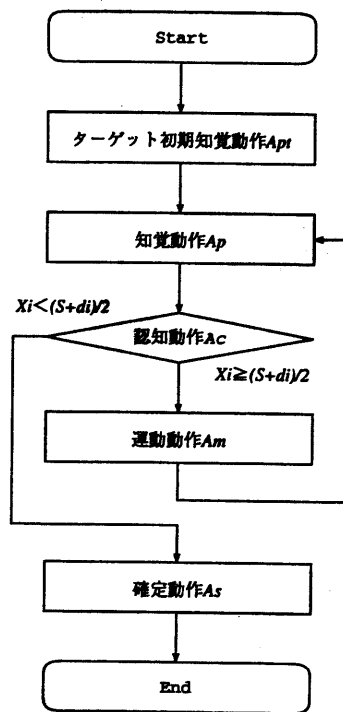 Start
ターゲット初期知覚動作Apt
知覚動作Ap
Xi<(S+di)/2
認知動作Ac
Xi≧(S+di)/2
運動動作Am
確定動作As
End